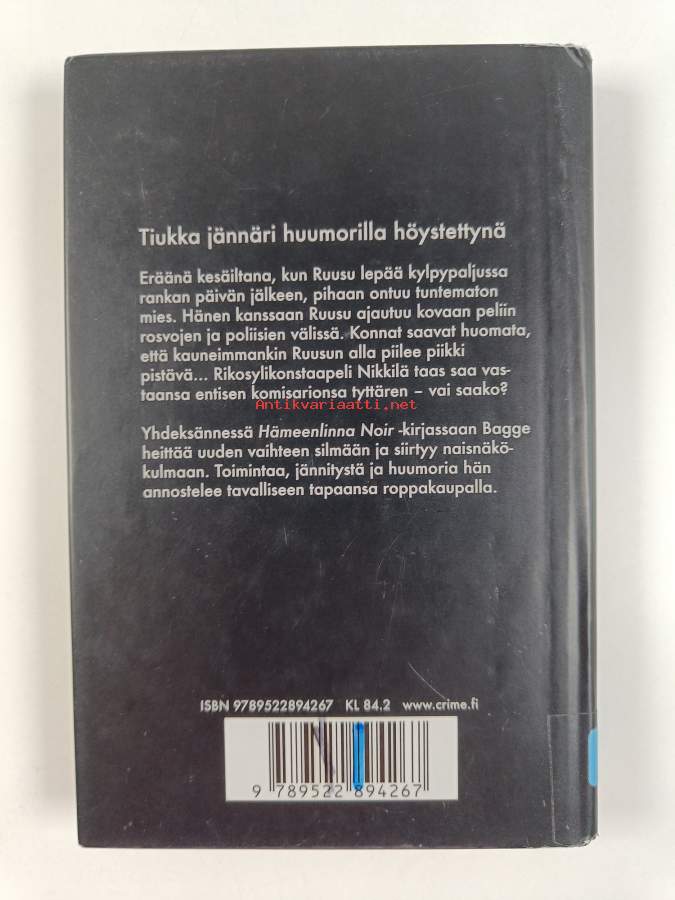 Tiukka jännäri huumorilla höystettynä
Eräänä kesäiltana, kun Ruusu lepää kylpypaljussa
rankan päivän jälkeen, pihaan ontuu tuntematon
mies. Hänen kanssaan Ruusu ajautuu kovaan peliin
rosvojen ja poliisien välissä. Konnat saavat huomata,
että kauneimmankin Ruusun alla piilee piikki
pistävä... Rikosylikonstaapeli Nikkilä taas saa vas-
taansa entisen komisarionsa tyttären – vai saako?
Antikvariaatti.net
Yhdeksännessä Hämeenlinna Noir -kirjassaan Bagge
heittää uuden vaihteen silmään ja siirtyy naisnäkö-
kulmaan. Toimintaa, jännitystä ja huumoria hän
annostelee tavalliseen tapaansa roppakaupalla.
ISBN 9789522894267 KL 84.2 www.crime.fi
9 789522 894267